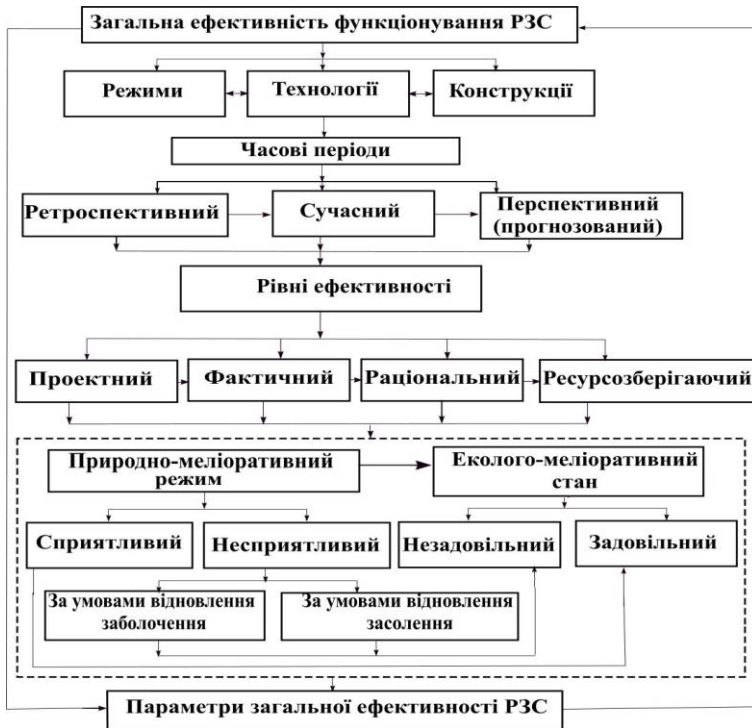 Загальна ефективність функціонування РЗС
Режими
Технології
Конструкції
Часові періоди
Ретроспективний
Сучасний
Перспективний
(прогнозований)
Рівні ефективності
Проектний
Фактичний
Раціональний
Ресурсозберігаючий
Природно-меліоративний
режим
Еколого-меліоративний
стан
Сприятливий
Несприятливий
Незадовільний
Задовільний
За умовами відновлення
заболочення
За умовами відновлення
засолення
Параметри загальної ефективності РЗС